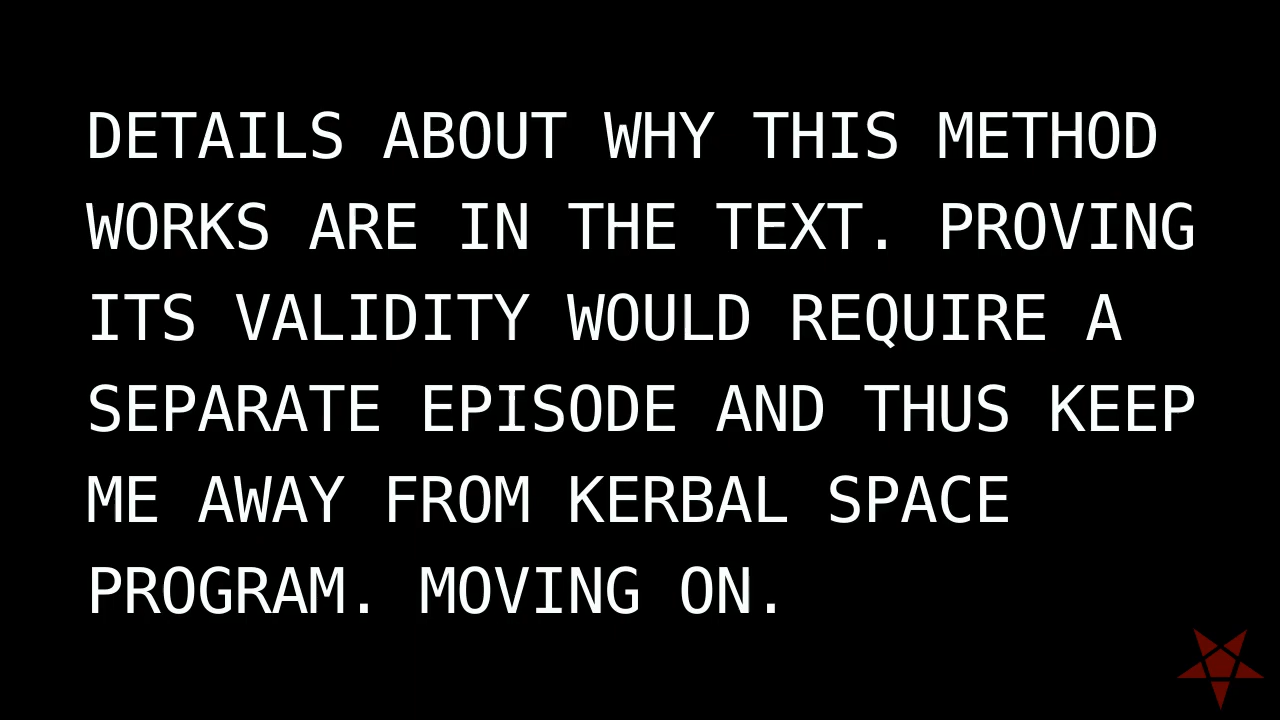 DETAILS ABOUT WHY THIS METHOD
WORKS ARE IN THE TEXT. PROVING
ITS VALIDITY WOULD REQUIRE A
SEPARATE EPISODE AND THUS KEEP
ME AWAY FROM KERBAL SPACE
PROGRAM. MOVING ON.